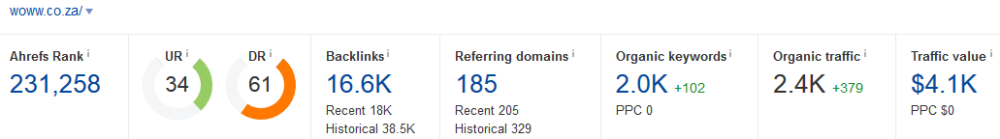 woww.co.za/
Ahrefs Rank i
231,258
UR i
34
DR i
61
Backlinks i
16.6K
Recent 18K
Historical 38.5K
Referring domains i
185
Recent 205
Historical 329
Organic keywords i
2.0K +102
PPC 0
Organic traffic i
2.4K +379
Traffic value i
$4.1K
PPC $0